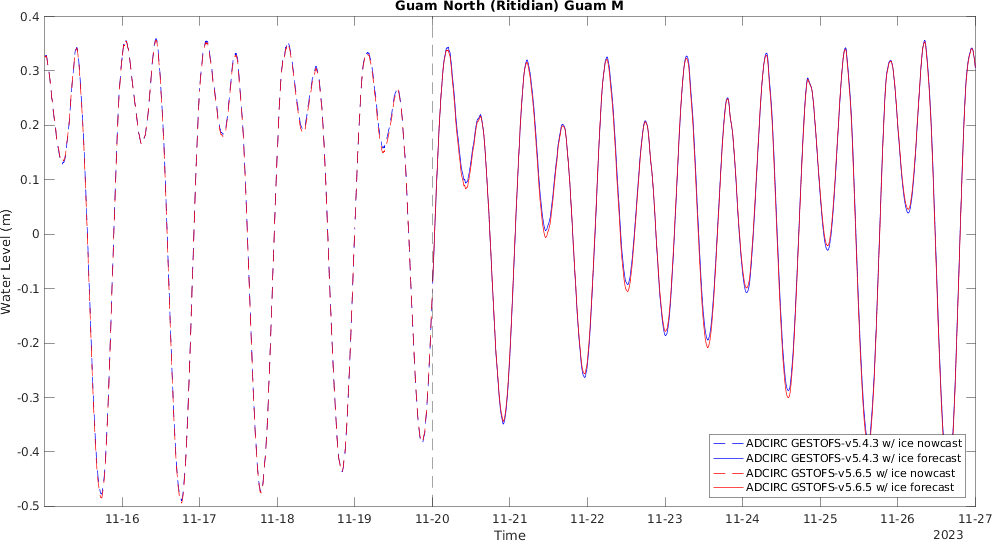 Guam North (Ritidian) Guam M
Water Level (m)
0.4
0.3
0.2
0.1
0
-0.1
-0.2
-0.3
-0.4
-0.5
ADCIRC GESTOFS-v5.4.3 w/ ice nowcast
ADCIRC GESTOFS-v5.4.3 w/ ice forecast
ADCIRC GSTOFS-v5.6.5 w/ ice nowcast
ADCIRC GSTOFS-v5.6.5 w/ ice forecast
11-16 11-17 11-18 11-19 11-20 11-21 11-22 11-23 11-24 11-25 11-26 11-27
Time
2023